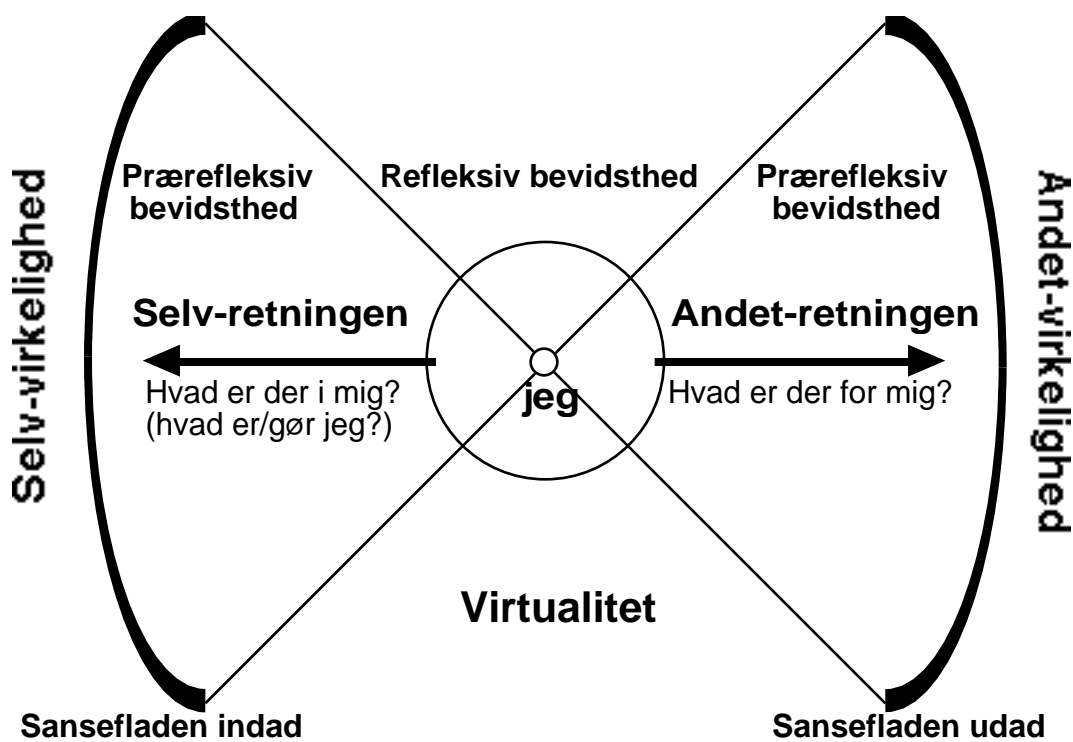 Prærefleksiv
bevidsthed
Refleksiv bevidsthed
Prærefleksiv
bevidsthed
Selv-virkelighed
Andet-virkelighed
Selv-retningen
Andet-retningen
Hvad er der i mig?
(hvad er/gør jeg?)
jeg
Hvad er der for mig?
Virtualitet
Sansefladen indad
Sansefladen udad